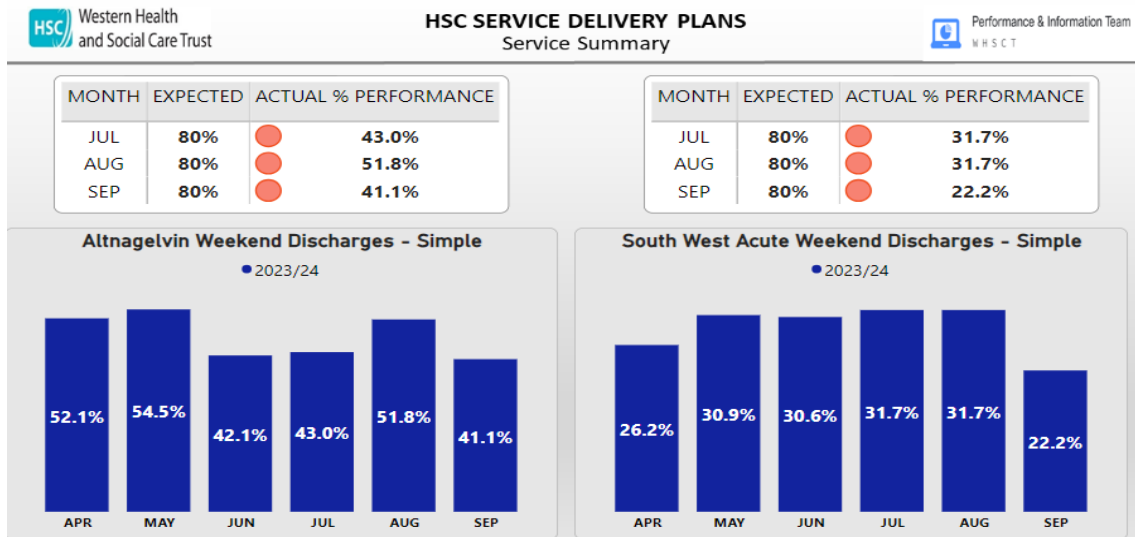 HSC
Western Health
and Social Care Trust
HSC SERVICE DELIVERY PLANS
Service Summary
Performance & Information Team
WHSCT
MONTH EXPECTED ACTUAL % PERFORMANCE
JUL 80% 43.0%
AUG 80% 51.8%
SEP 80% 41.1%
MONTH EXPECTED ACTUAL % PERFORMANCE
JUL 80% 31.7%
AUG 80% 31.7%
SEP 80% 22.2%
Altnagelvin Weekend Discharges - Simple
2023/24
52.1% 54.5% 42.1% 43.0% 51.8% 41.1%
APR MAY JUN JUL AUG SEP
South West Acute Weekend Discharges - Simple
2023/24
26.2% 30.9% 30.6% 31.7% 31.7% 22.2%
APR MAY JUN JUL AUG SEP